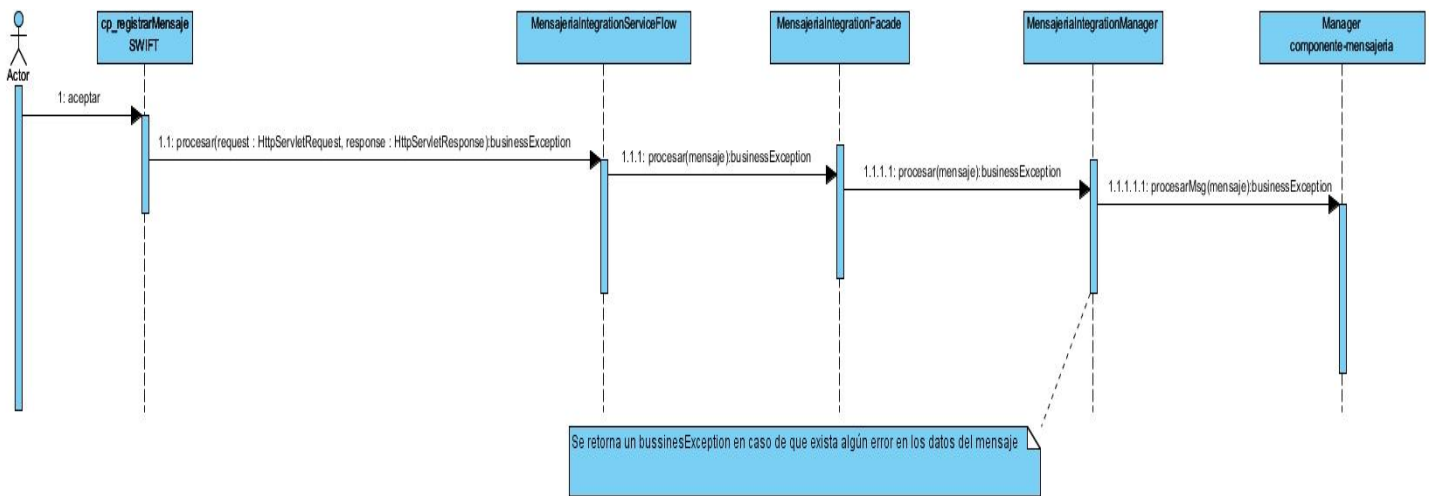 cp_registrarMensaje
SWIFT
MensajeriaIntegrationServiceFlow
MensajeriaIntegrationFacade
MensajeriaIntegrationManager
Manager
componente-mensajeria
Actor
1: aceptar
1.1: procesar(request : HttpServletRequest, response : HttpServletResponse):businessException
1.1.1: procesar(mensaje):businessException
1.1.1.1: procesar(mensaje):businessException
1.1.1.1.1: procesarMsg(mensaje):businessException
Se retorna un bussinesException en caso de que exista algún error en los datos del mensaje